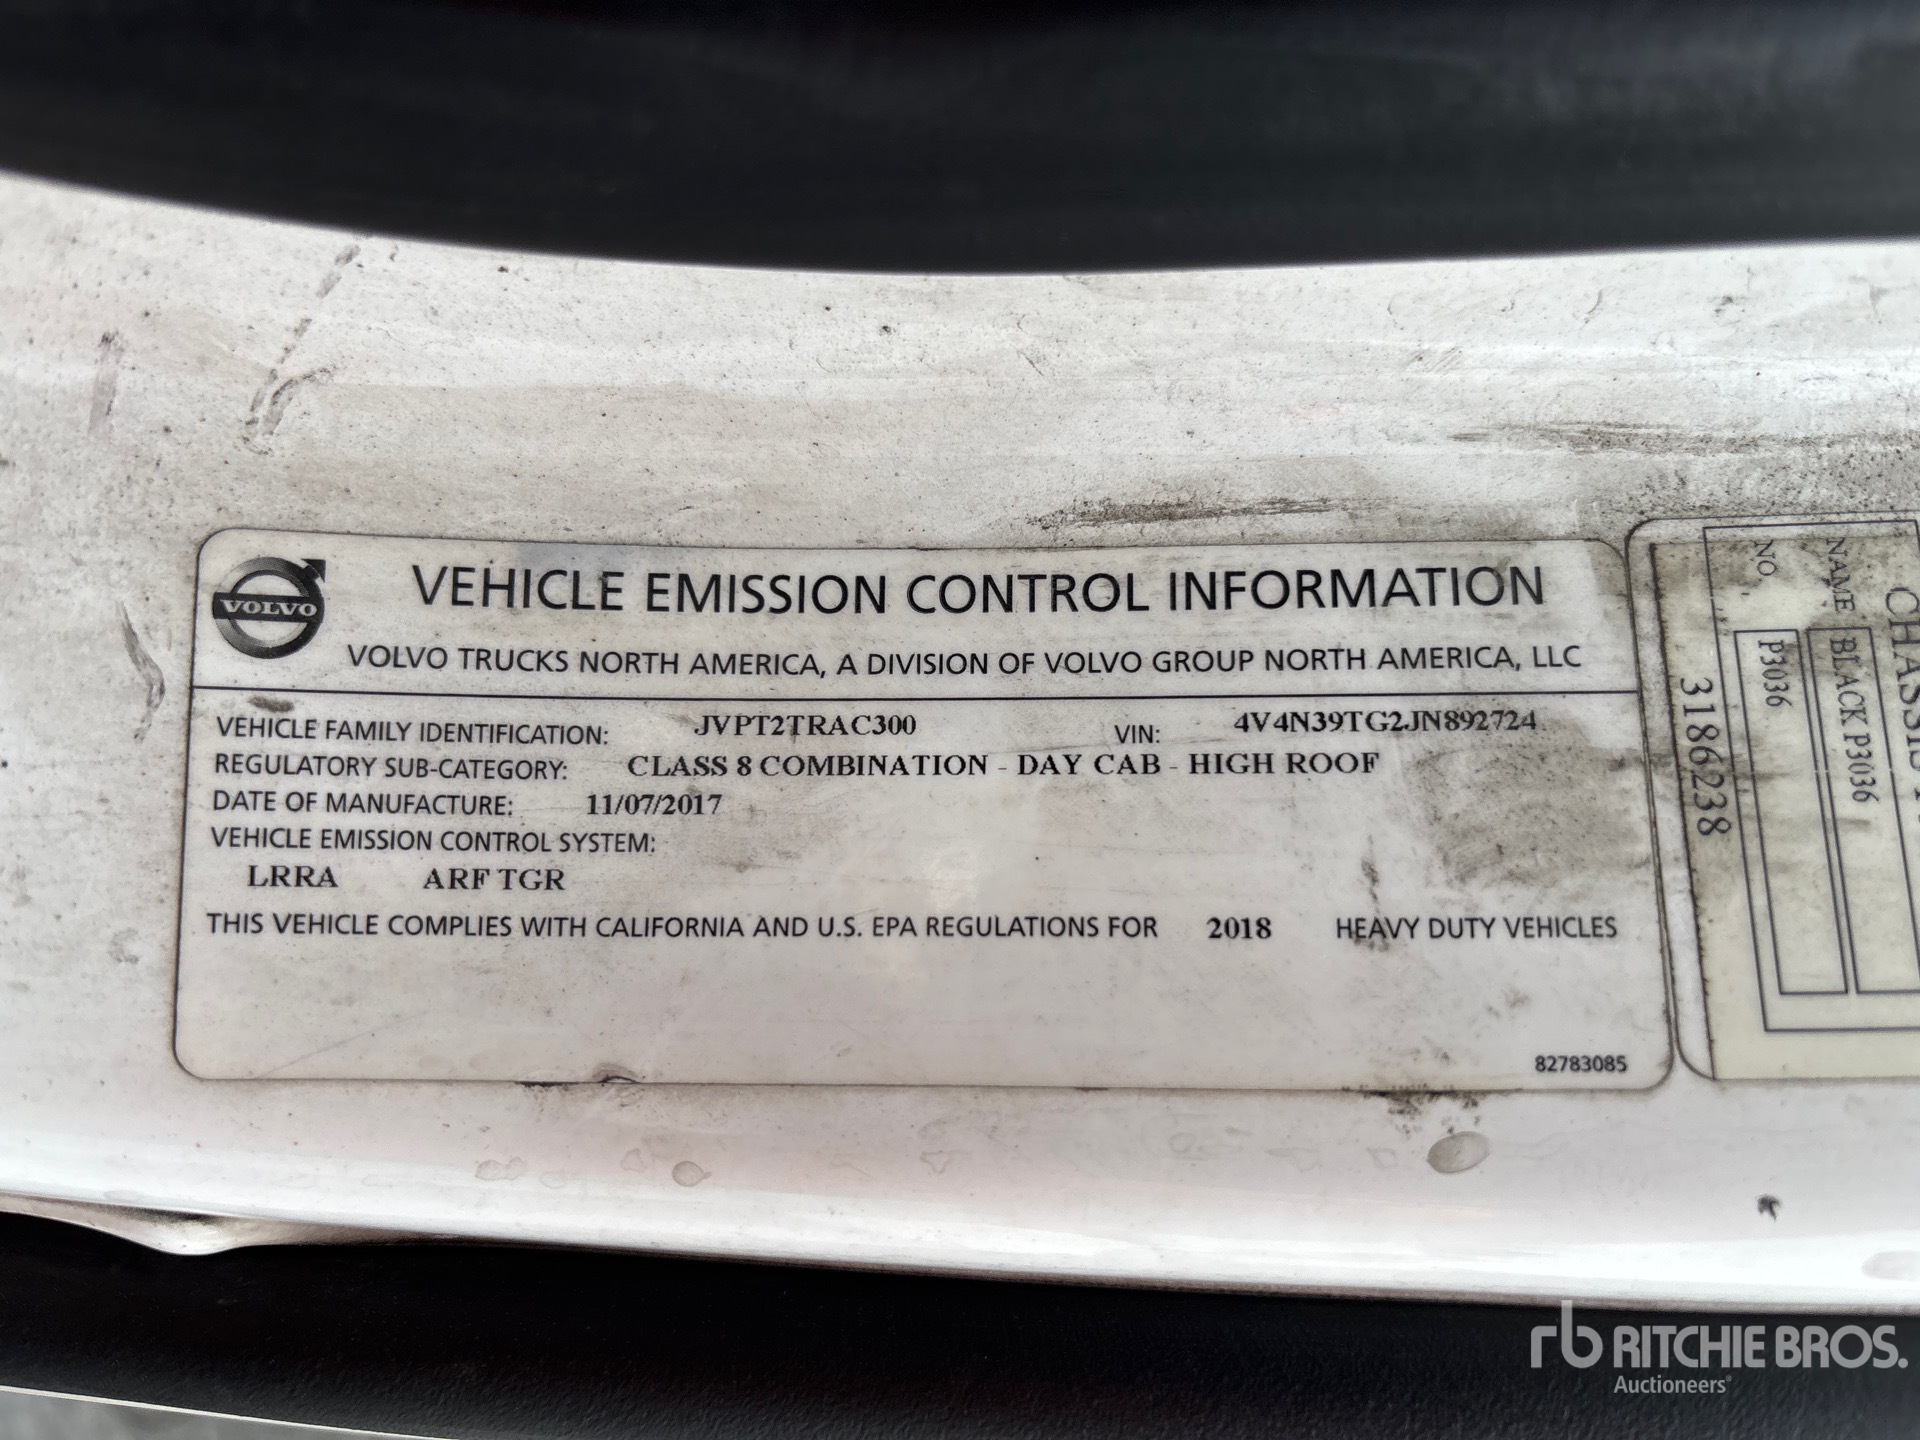 VOLVO
VEHICLE EMISSION CONTROL INFORMATION
VOLVO TRUCKS NORTH AMERICA, A DIVISION OF VOLVO GROUP NORTH AMERICA, LLC
VEHICLE FAMILY IDENTIFICATION: JVPT2TRAC300 VIN: 4V4N39TG2JN892724
REGULATORY SUB-CATEGORY: CLASS 8 COMBINATION - DAY CAB - HIGH ROOF
DATE OF MANUFACTURE: 11/07/2017
VEHICLE EMISSION CONTROL SYSTEM:
LRRA ARF TGR
THIS VEHICLE COMPLIES WITH CALIFORNIA AND U.S. EPA REGULATIONS FOR 2018 HEAVY DUTY VEHICLES
82783085
CHASSIS
NAME BLACK P3036
NO. P3036
3186238
rb RITCHIE BROS.
Auctioneers